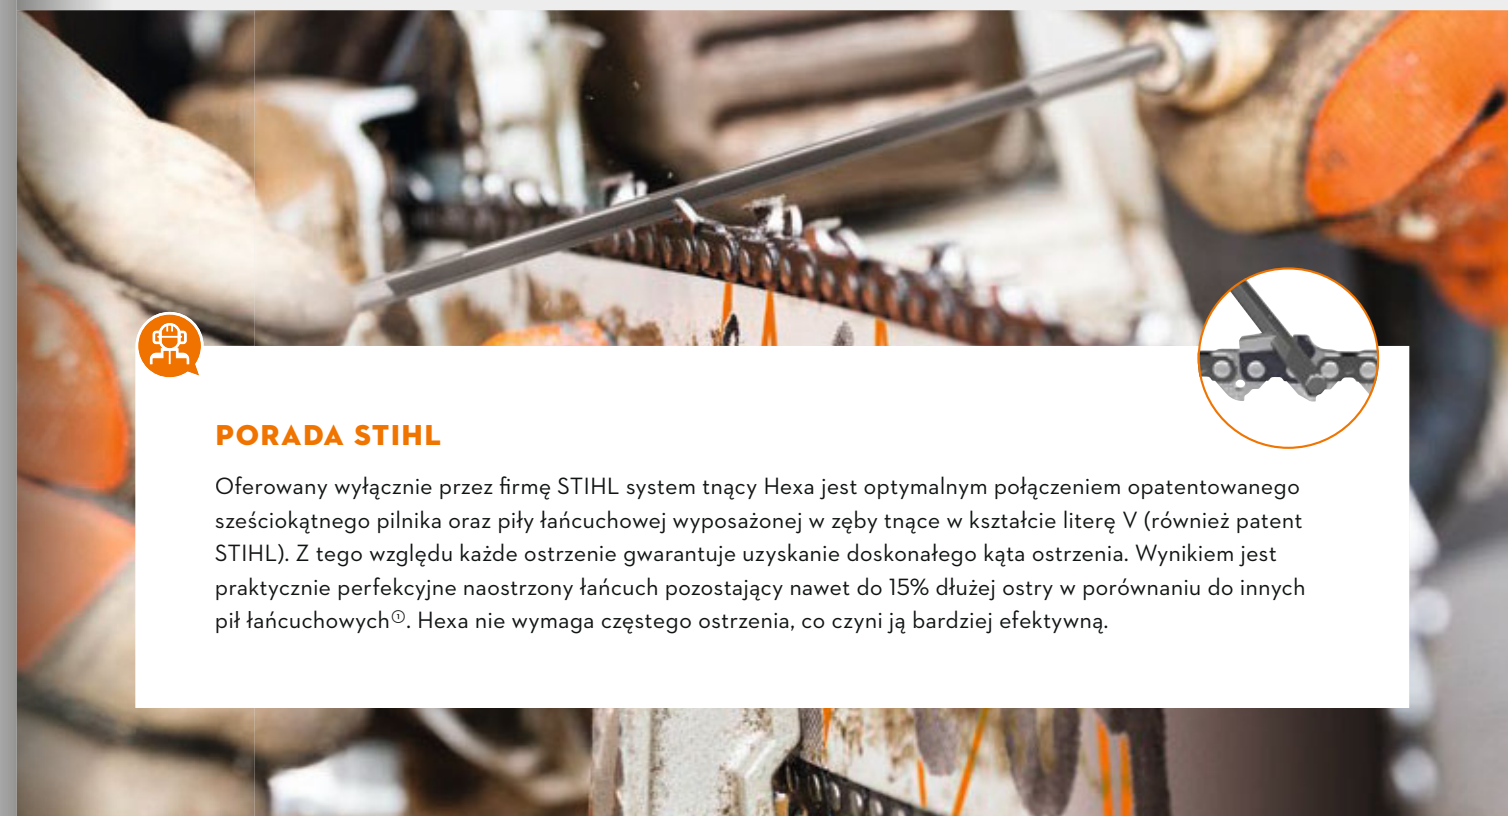 PORADA STIHL
Oferowany wyłącznie przez firmę STIHL system tnący Hexa jest optymalnym połączeniem opatentowanego
sześciokątnego pilnika oraz piły łańcuchowej wyposażonej w zęby tnące w kształcie literę V (również patent
STIHL). Z tego względu każde ostrzenie gwarantuje uzyskanie doskonałego kąta ostrzenia. Wynikiem jest
praktycznie perfekcyjne naostrzony łańcuch pozostający nawet do 15% dłużej ostry w porównaniu do innych
pił łańcuchowych①. Hexa nie wymaga częstego ostrzenia, co czyni ją bardziej efektywną.